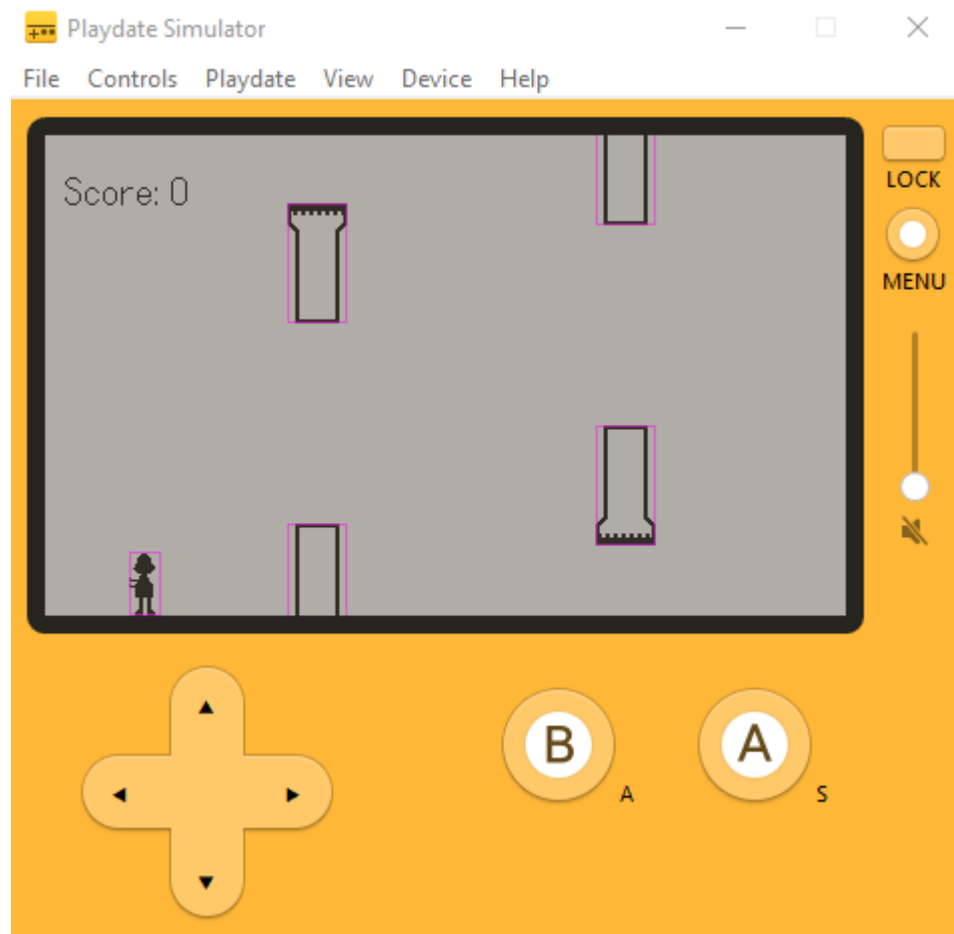 Playdate Simulator
File Controls Playdate View Device Help
Score: 0
LOCK
MENU
B
A
A
S